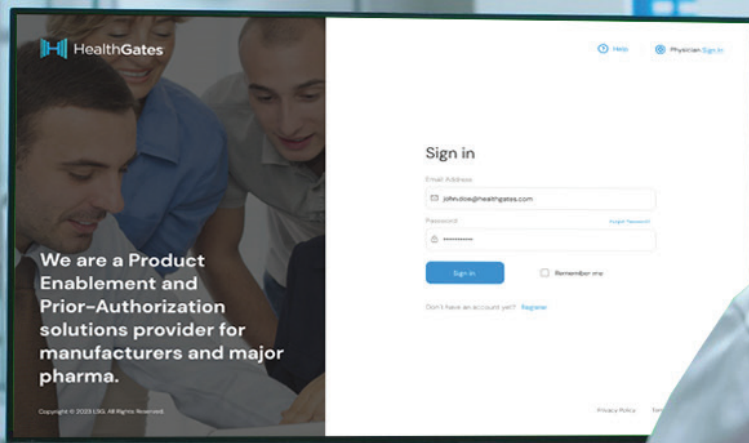 HealthGates
Help
Physician Sign in
Sign in
Email Address
john.doe@healthgates.com
Password
Forgot Password
Sign in
Remember me
Don't have an account yet? Register
We are a Product
Enablement and
Prior-Authorization
solutions provider for
manufacturers and major
pharma.
Copyright © 2023 LSG. All Rights Reserved.
Privacy Policy